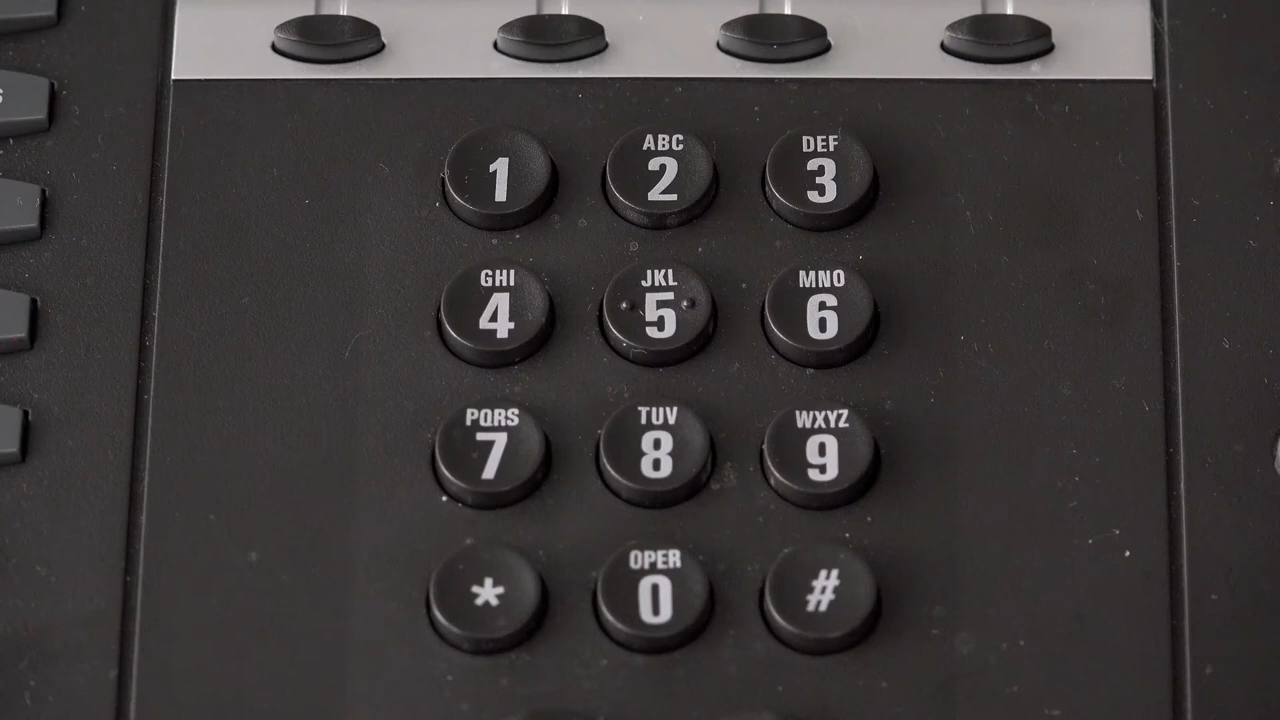 S
1
ABC
2
DEF
3
GHI
4
JKL
5
MNO
6
PQRS
7
TUV
8
WXYZ
9
*
OPER
0
#